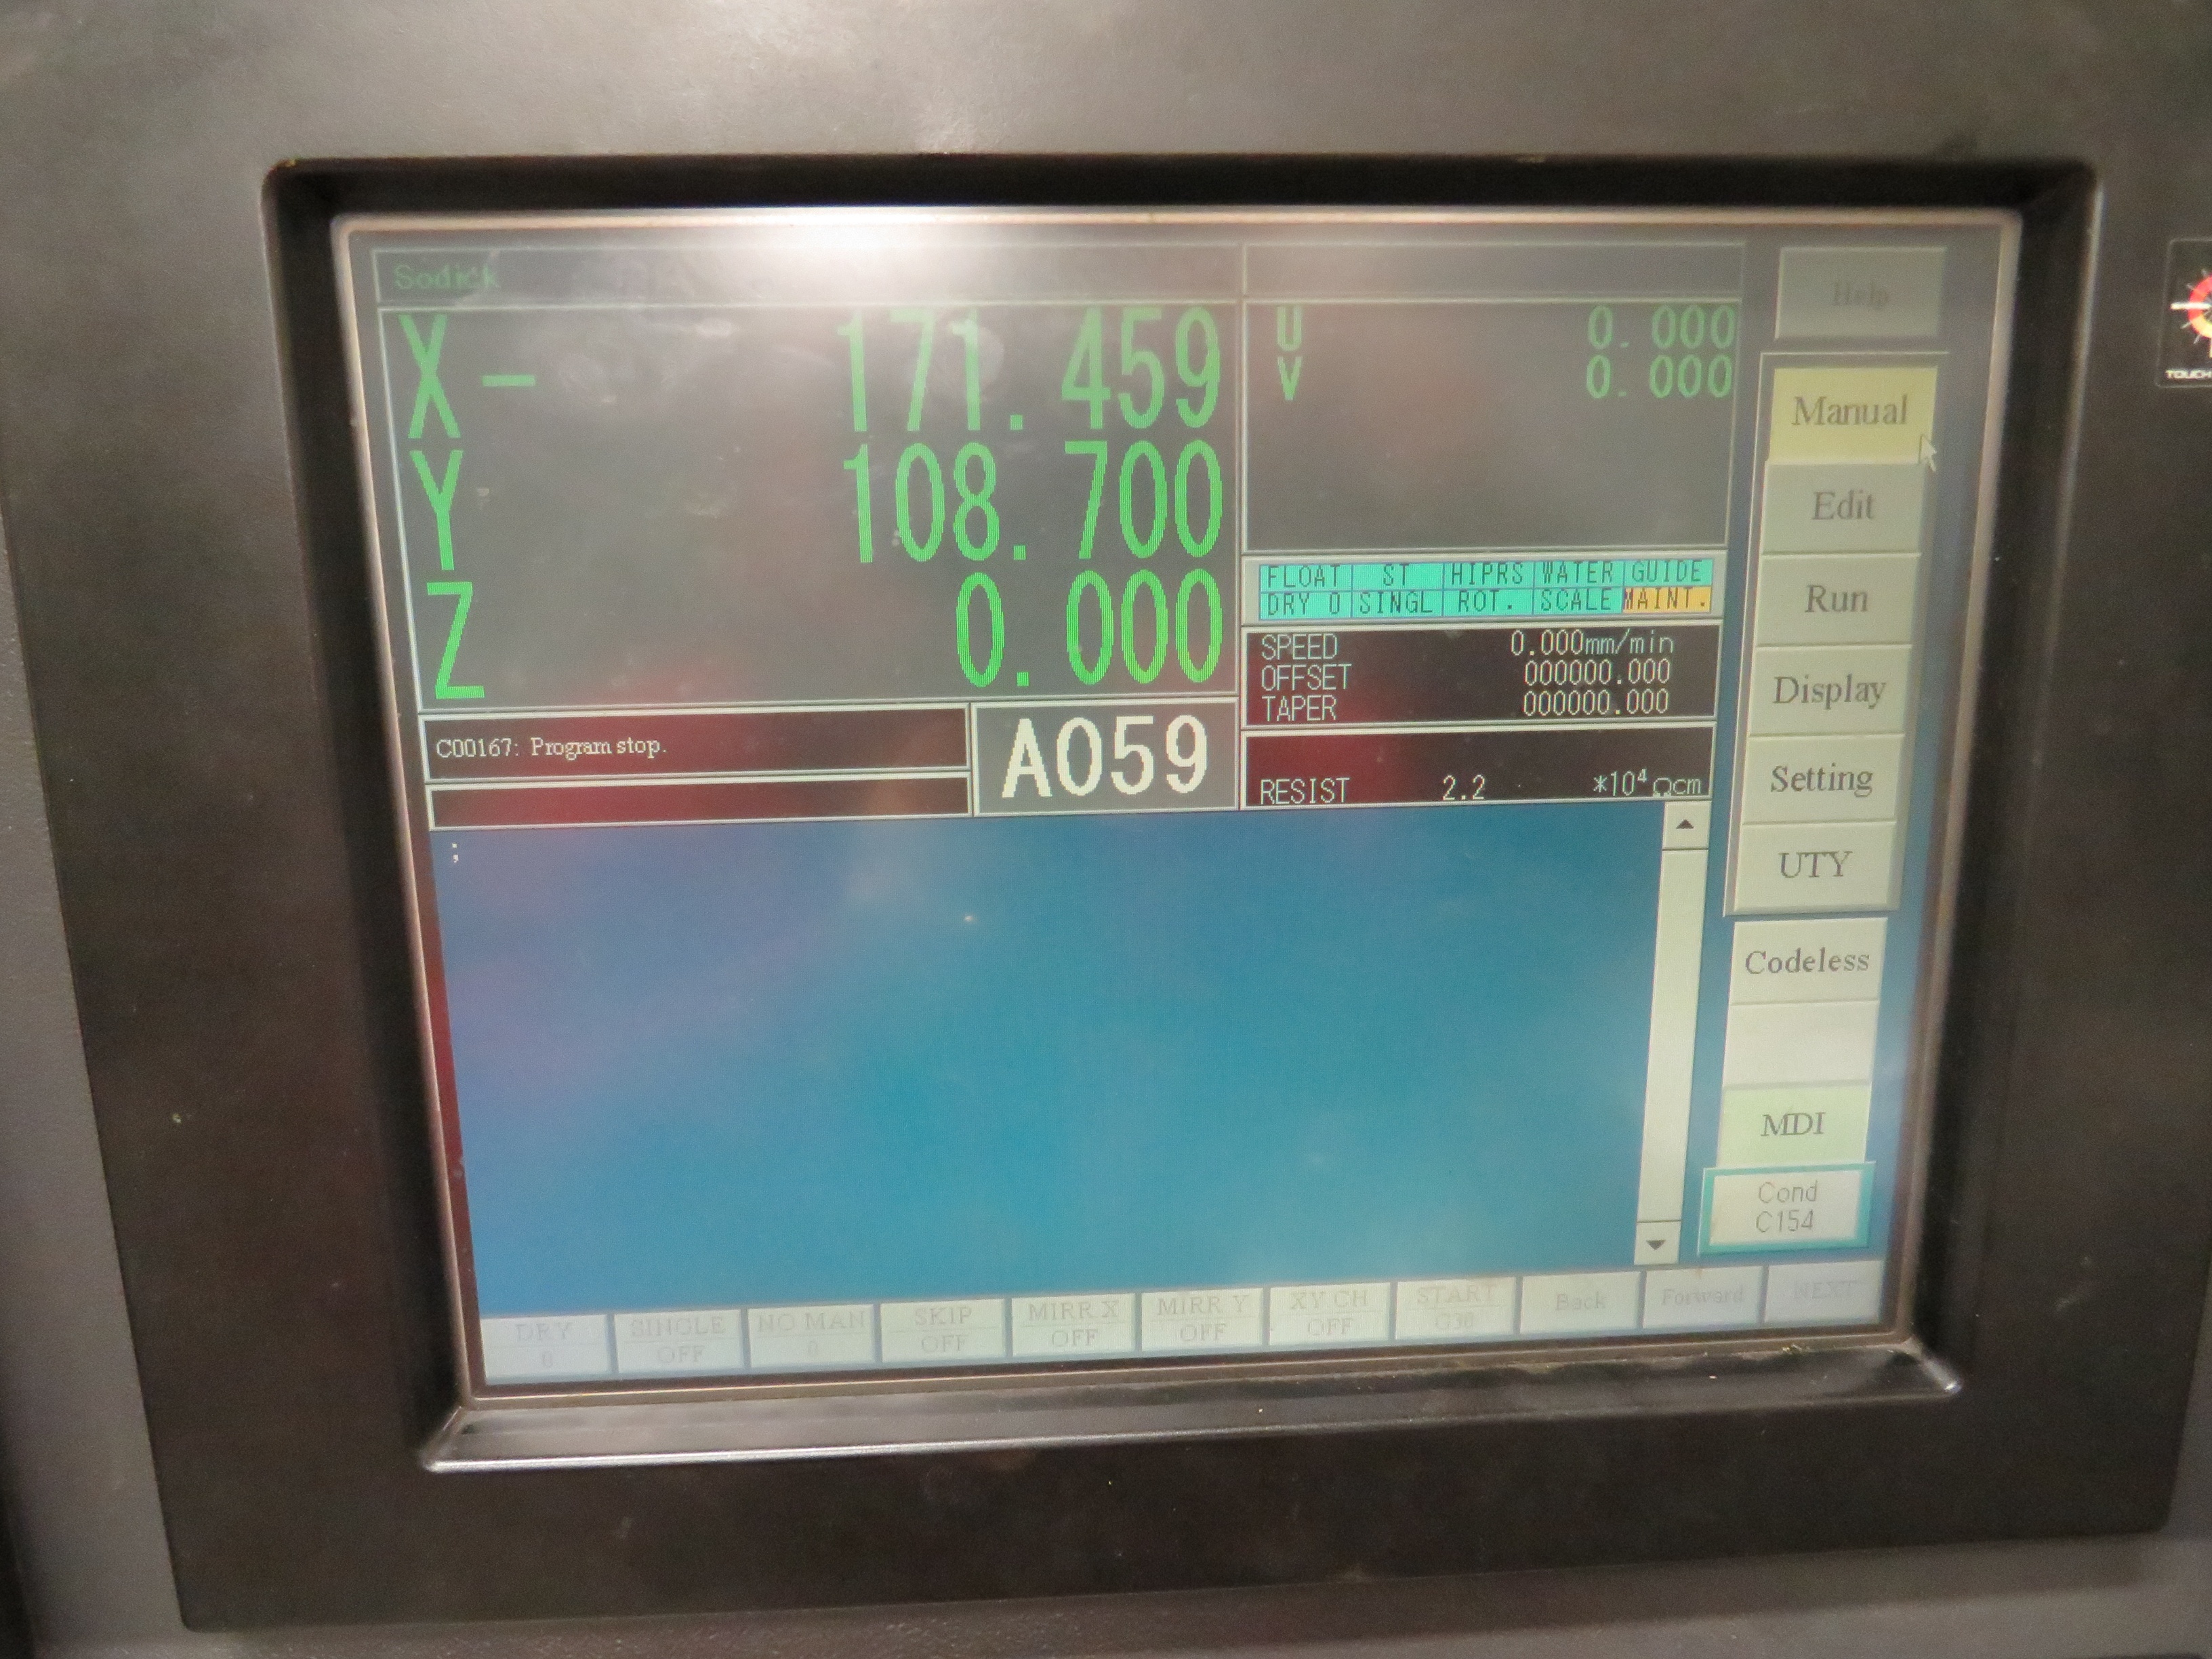 Sodick
Help
X- 171.459
Y 108.700
Z 0.000
U 0.000
V 0.000
Manual
Edit
FLOAT ST HIPRS WATER GUIDE
DRY 0 SINGL ROT. SCALE MAINT.
Run
SPEED 0.000mm/min
OFFSET 000000.000
TAPER 000000.000
Display
C00167: Program stop.
A059
RESIST 2.2 *10⁴Ωcm
Setting
;
UTY
Codeless
MDI
Cond
C154
DRY
0
SINGLE
OFF
NO MAN
0
SKIP
OFF
MIRR X
OFF
MIRR Y
OFF
XY CH
OFF
START
G30
Back
Forward
NEXT
TOUCH